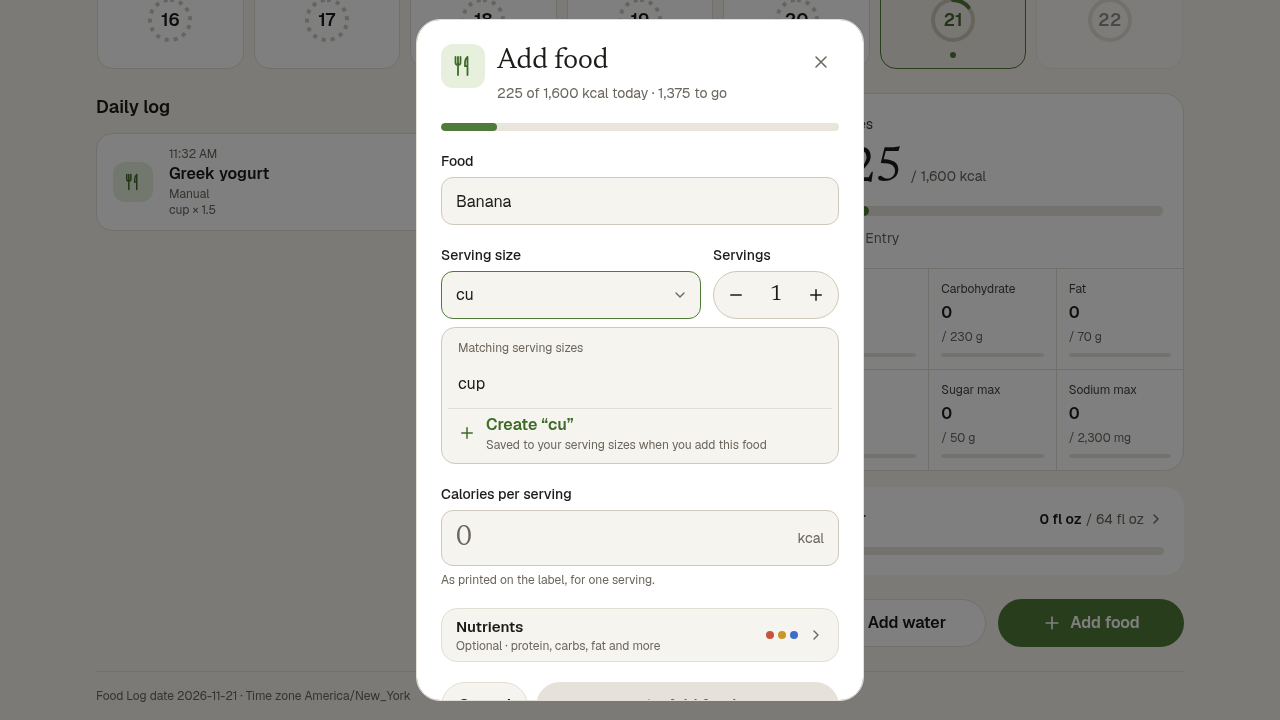 16
17
18
19
20
21
22
Add food
225 of 1,600 kcal today · 1,375 to go
Daily log
11:32 AM
Greek yogurt
Manual
cup × 1.5
Food
Banana
Serving size
Servings
cu
1
Matching serving sizes
cup
Create “cu”
Saved to your serving sizes when you add this food
Calories per serving
0
kcal
As printed on the label, for one serving.
Nutrients
Optional · protein, carbs, fat and more
/ 1,600 kcal
Entry
Carbohydrate
0
/ 230 g
Fat
0
/ 70 g
Sugar max
0
/ 50 g
Sodium max
0
/ 2,300 mg
0 fl oz / 64 fl oz
Add water
Add food
Food Log date 2026-11-21 · Time zone America/New_York